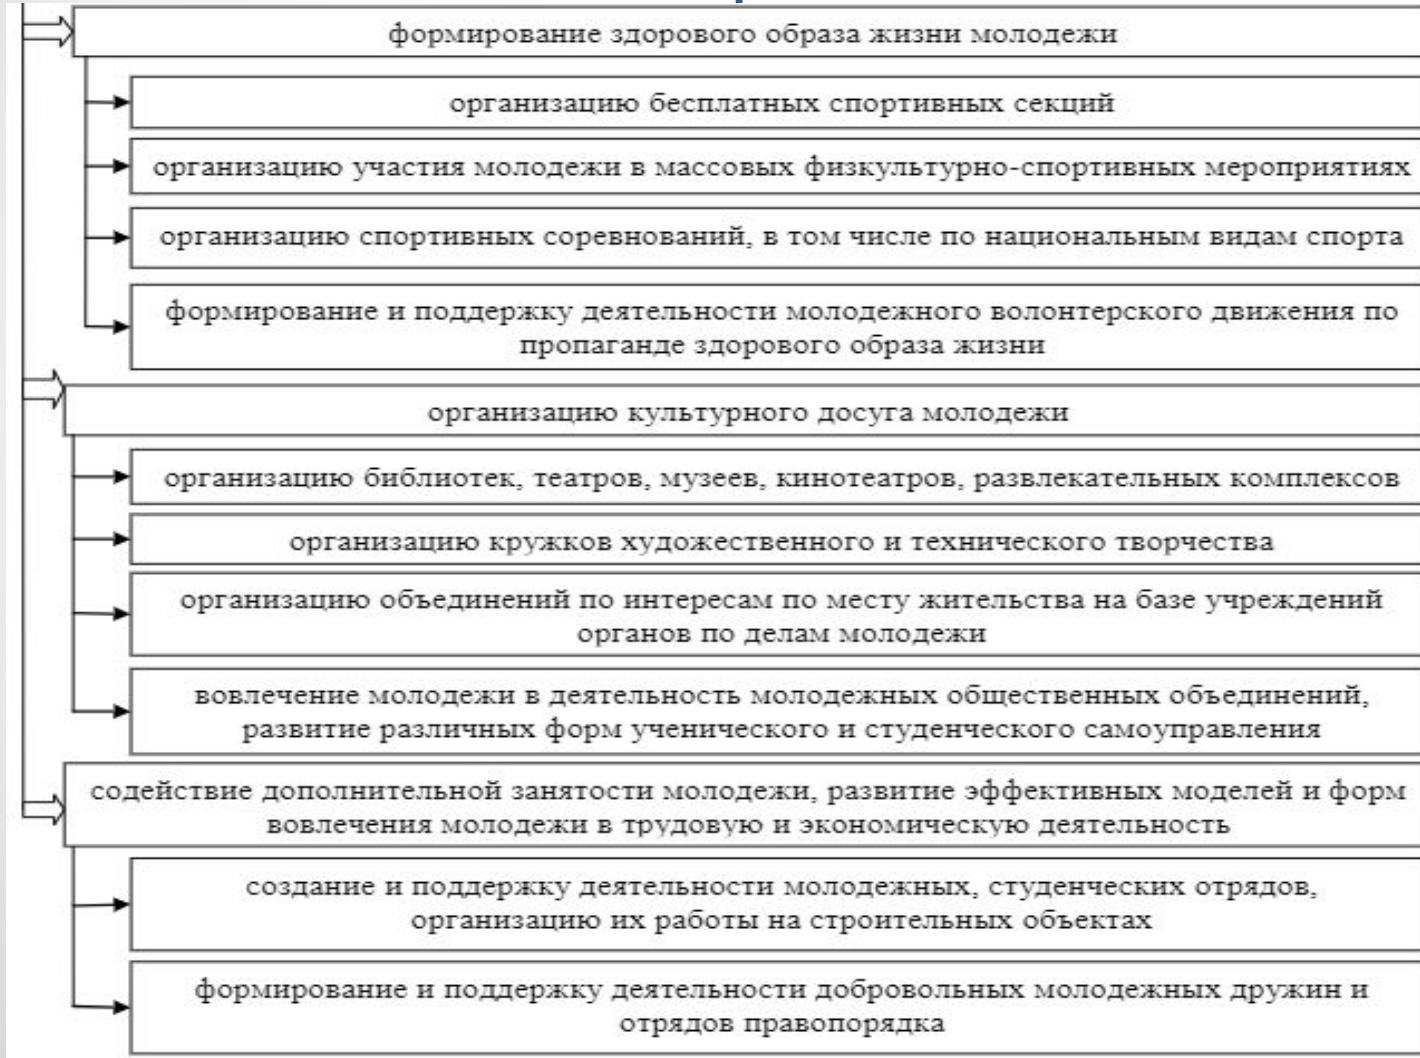 формирование здорового образа жизни молодежи
организацию бесплатных спортивных секций
организацию участия молодежи в массовых физкультурно-спортивных мероприятиях
организацию спортивных соревнований, в том числе по национальным видам спорта
формирование и поддержку деятельности молодежного волонтерского движения по
пропаганде здорового образа жизни
организацию культурного досуга молодежи
организацию библиотек, театров, музеев, кинотеатров, развлекательных комплексов
организацию кружков художественного и технического творчества
организацию объединений по интересам по месту жительства на базе учреждений
органов по делам молодежи
вовлечение молодежи в деятельность молодежных общественных объединений,
развитие различных форм ученического и студенческого самоуправления
содействие дополнительной занятости молодежи, развитие эффективных моделей и форм
вовлечения молодежи в трудовую и экономическую деятельность
создание и поддержку деятельности молодежных, студенческих отрядов,
организацию их работы на строительных объектах
формирование и поддержку деятельности добровольных молодежных дружин и
отрядов правопорядка